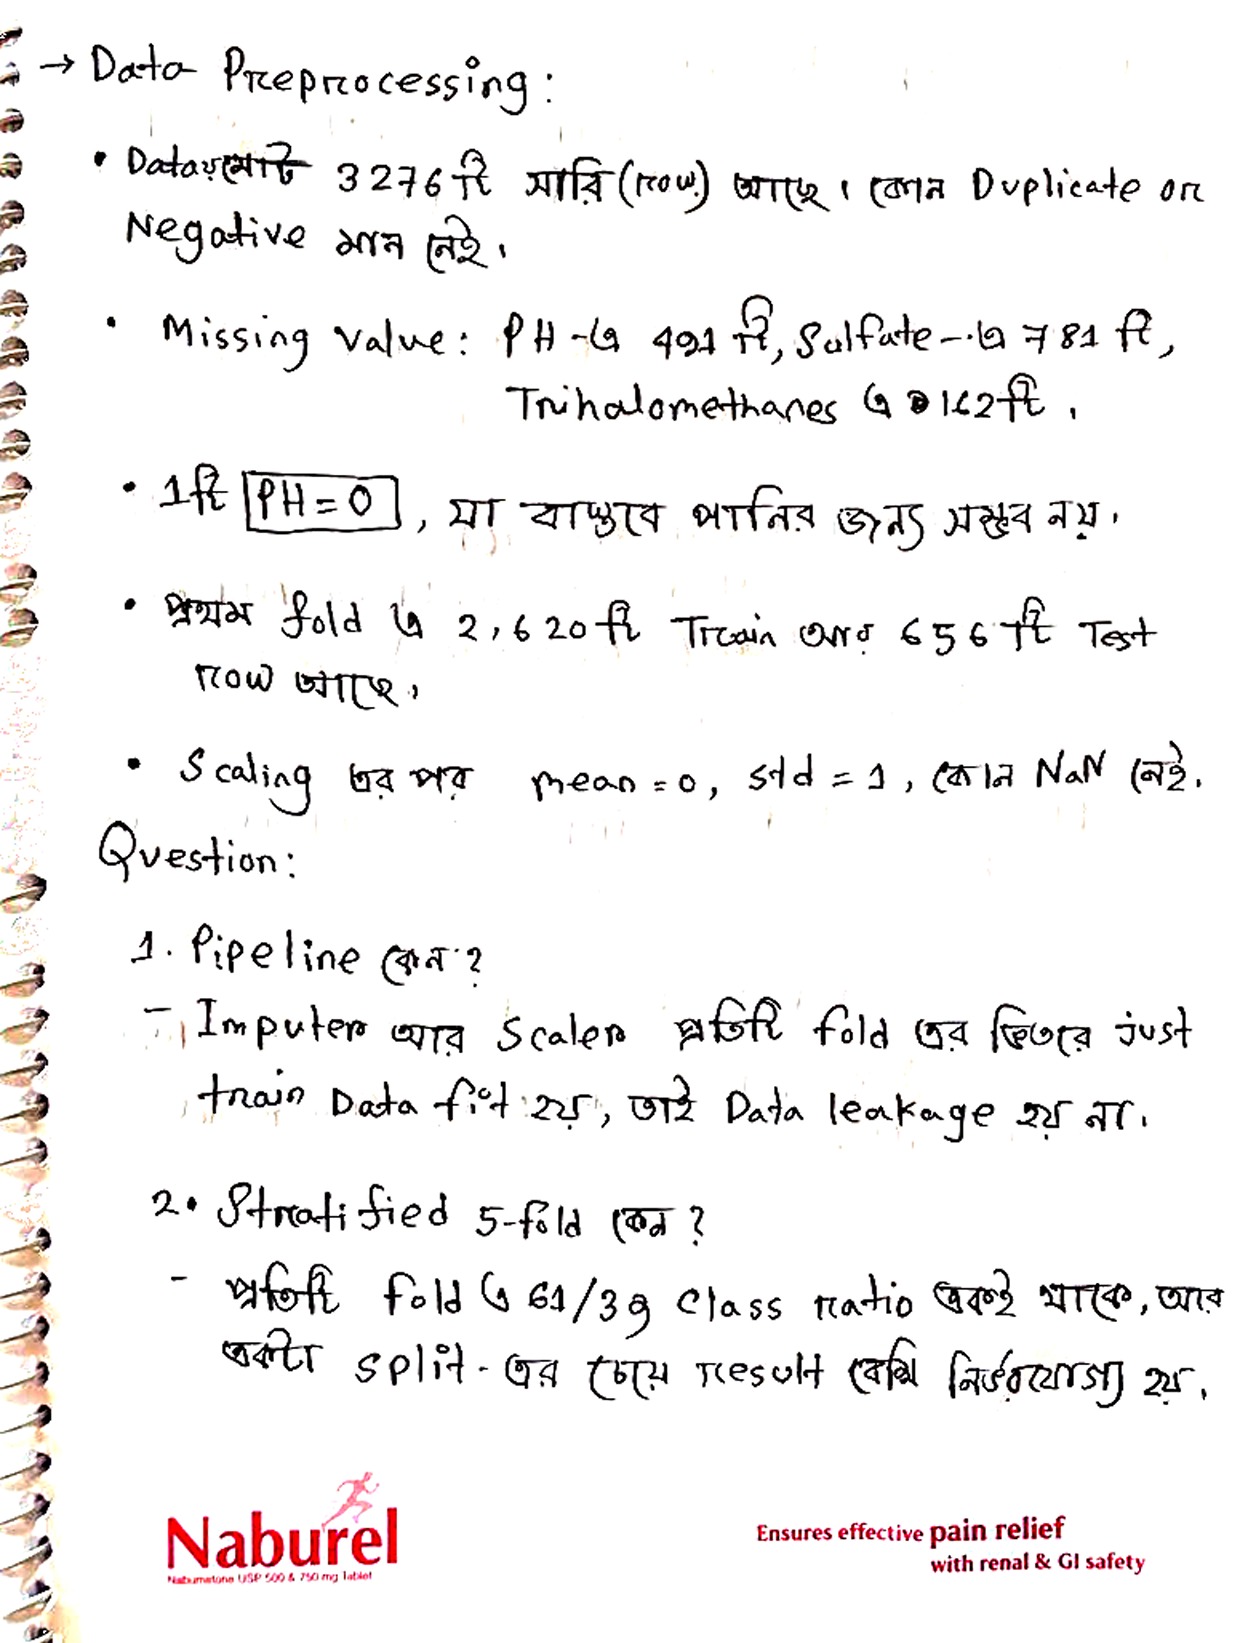 → Data Preprocessing:
• Dataয় মোট 3276 টি সারি (row) আছে। কোন Duplicate or
Negative মান নেই।
• Missing value: PH-এ 491 টি, Sulfate-এ 781 টি,
Trihalomethanes এ 162 টি।
• 1টি PH=0, যা বাস্তবে পানির জন্য সম্ভব নয়।
• প্রথম fold এ 2,620 টি Train আর 656 টি Test
row আছে।
• Scaling এর পর mean=0, std=1, কোন NaN নেই.
Question:
1. Pipeline কেন?
- Imputer আর Scaler প্রতিটি fold এর ভিতরে just
train Data fit হয়, তাই Data leakage হয় না।
2. Stratified 5-fold কেন?
- প্রতিটি fold এ 61/39 class ratio একই থাকে, আর
একটা split-এর চেয়ে result বেশি নির্ভরযোগ্য হয়.
Naburel
Nabumetone USP 500 & 750 mg Tablet
Ensures effective pain relief
with renal & GI safety